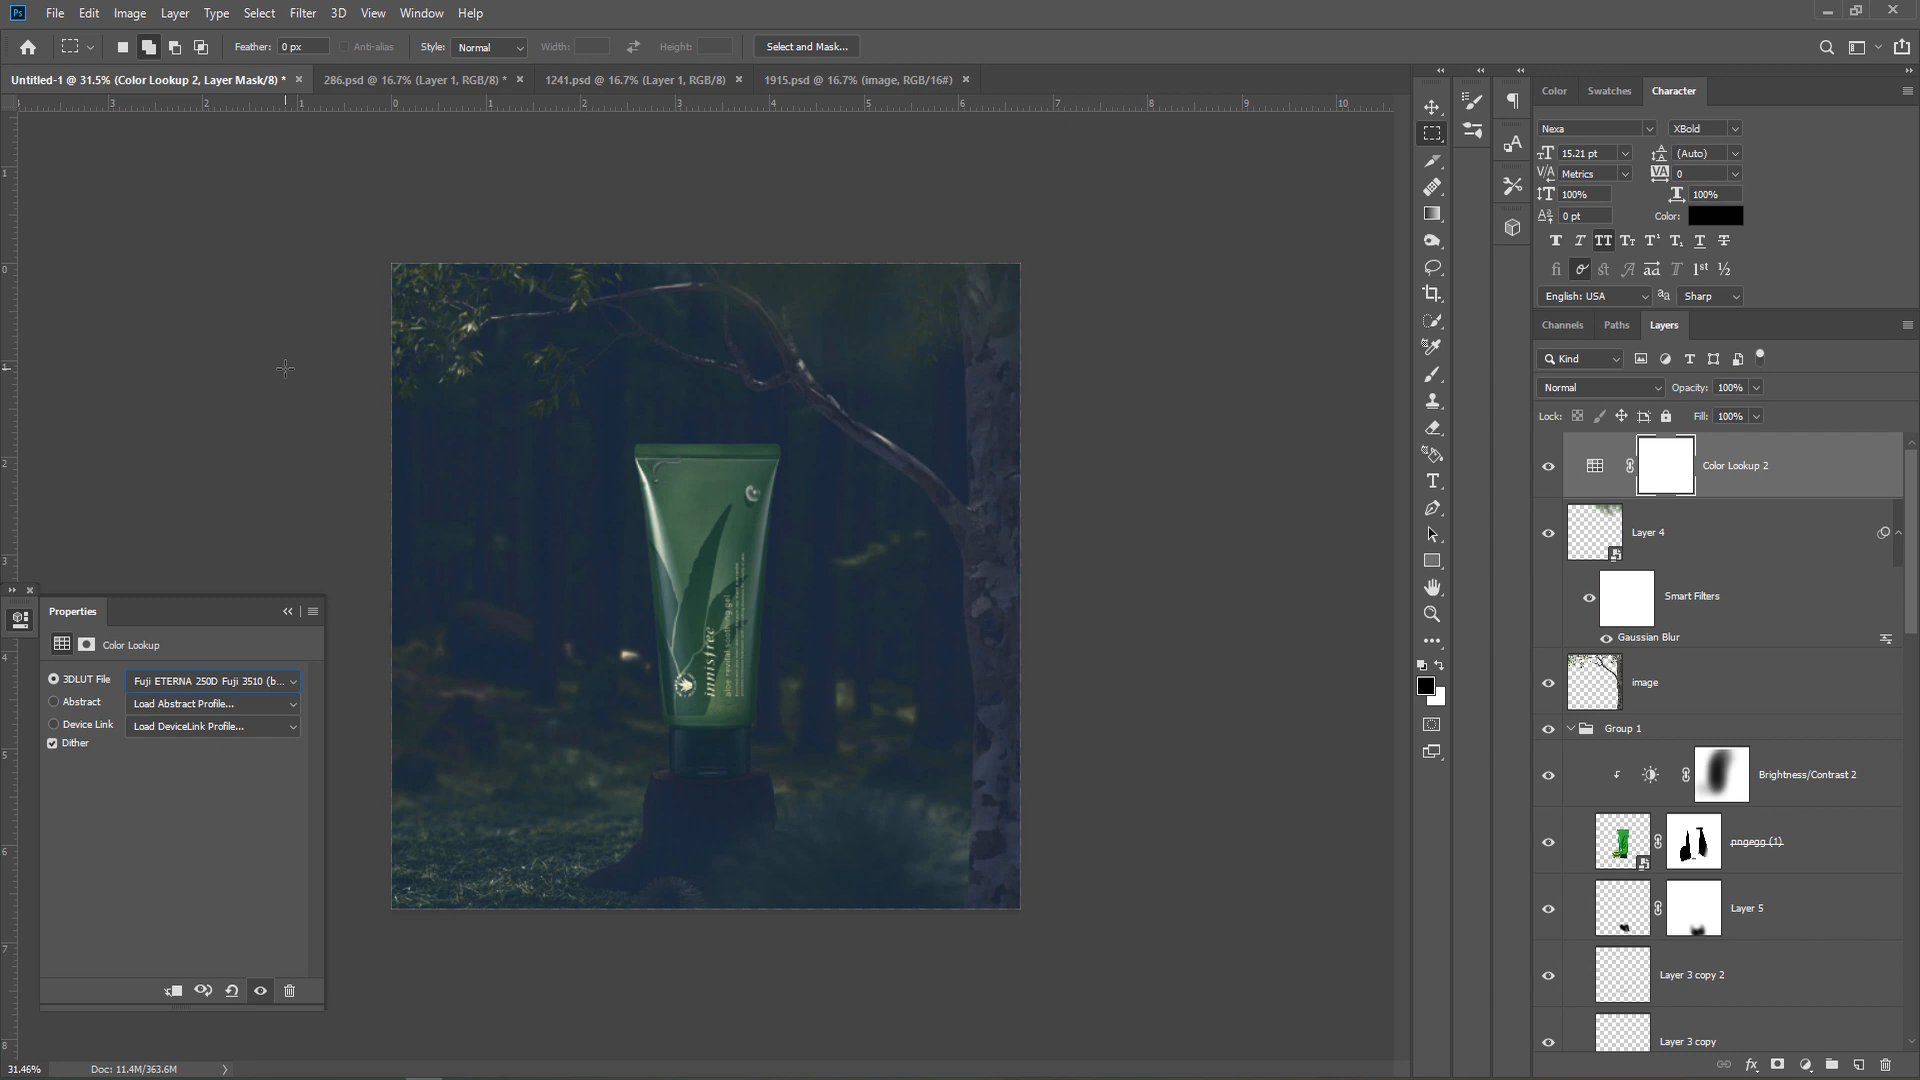 Ps File Edit Image Layer Type Select Filter 3D View Window Help
Feather: 0 px Anti-alias Style: Normal Width: Height: Select and Mask...
Untitled-1 @ 31.5% (Color Lookup 2, Layer Mask/8) * 286.psd @ 16.7% (Layer 1, RGB/8) * 1241.psd @ 16.7% (Layer 1, RGB/8) 1915.psd @ 16.7% (image, RGB/16#)
Color Swatches Character
Nexa XBold
15.21 pt (Auto)
Metrics 0
100% 100%
0 pt Color:
English: USA Sharp
Channels Paths Layers
Kind
Normal Opacity: 100%
Lock: Fill: 100%
Color Lookup 2
Layer 4
Smart Filters
Gaussian Blur
image
Group 1
Brightness/Contrast 2
pngegg (1)
Layer 5
Layer 3 copy 2
Layer 3 copy
Properties
Color Lookup
3DLUT File Fuji ETERNA 250D Fuji 3510 (b...
Abstract Load Abstract Profile...
Device Link Load DeviceLink Profile...
Dither
innisfree
aloe revital soothing gel
31.46% Doc: 11.4M/363.6M